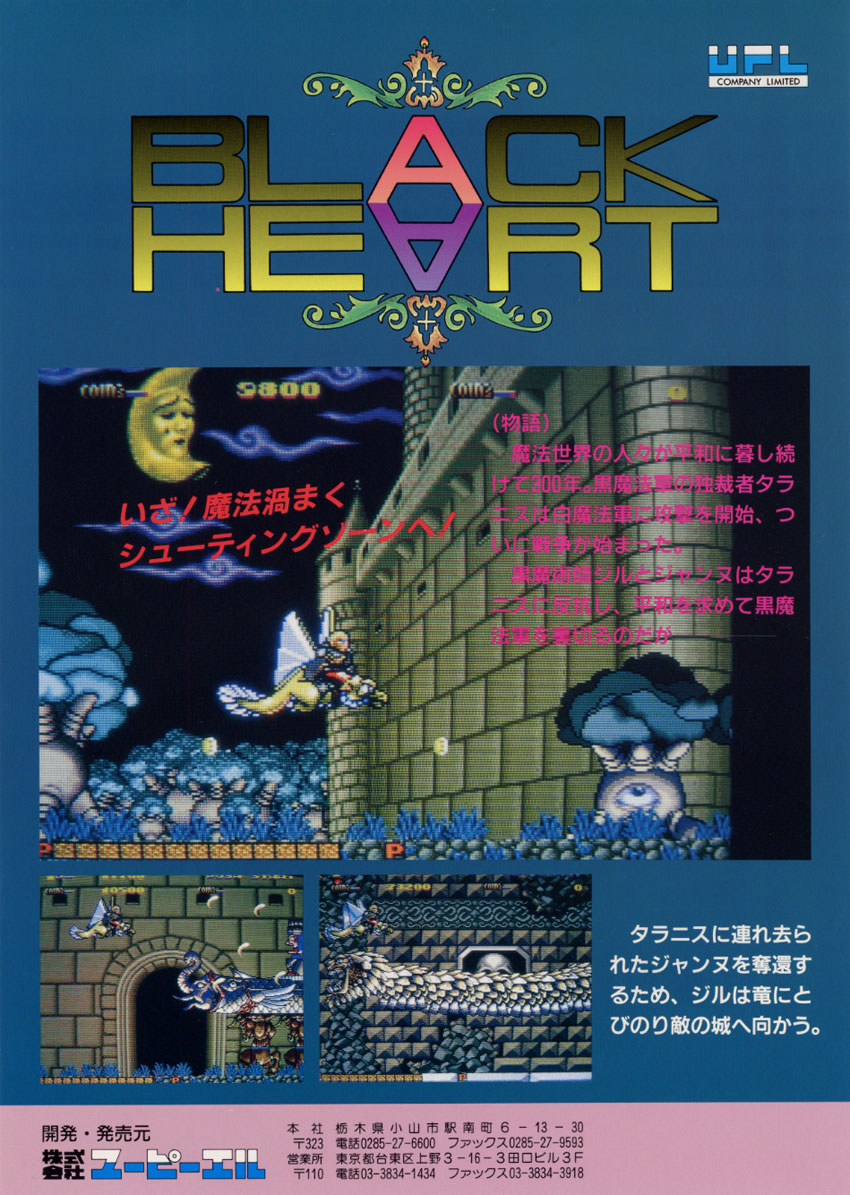 UPL
COMPANY LIMITED
BLACK
HEART
COINS
9800
COINS
0
(物語)
魔法世界の人々が平和に暮し続
けて300年。黒魔法軍の独裁者タラ
ニスは白魔法軍に攻撃を開始、つ
いに戦争が始まった。
黒魔術師シルとジャンヌはタラ
ニスに反抗し、平和を求めて黒魔
法軍を裏切るのだが
いざ!魔法渦まく
シューティングゾーンへ!
P
P
20500
0
23200
0
タラニスに連れ去ら
れたジャンヌを奪還す
るため、ジルは竜にと
びのり敵の城へ向かう。
開発・発売元
株式会社 ユーピーエル
本社 栃木県小山市駅南町6-13-30
〒323 電話0285-27-6600 ファックス0285-27-9593
営業所 東京都台東区上野3-16-3田口ビル3F
〒110 電話03-3834-1434 ファックス03-3834-3918